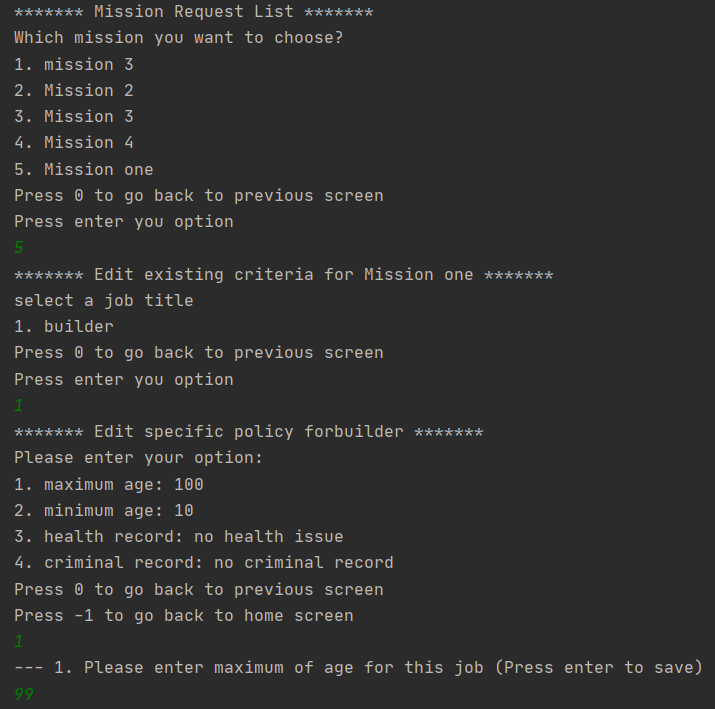 ******* Mission Request List *******
Which mission you want to choose?
1. mission 3
2. Mission 2
3. Mission 3
4. Mission 4
5. Mission one
Press 0 to go back to previous screen
Press enter you option
5
******* Edit existing criteria for Mission one *******
select a job title
1. builder
Press 0 to go back to previous screen
Press enter you option
1
******* Edit specific policy forbuilder *******
Please enter your option:
1. maximum age: 100
2. minimum age: 10
3. health record: no health issue
4. criminal record: no criminal record
Press 0 to go back to previous screen
Press -1 to go back to home screen
1
--- 1. Please enter maximum of age for this job (Press enter to save)
99